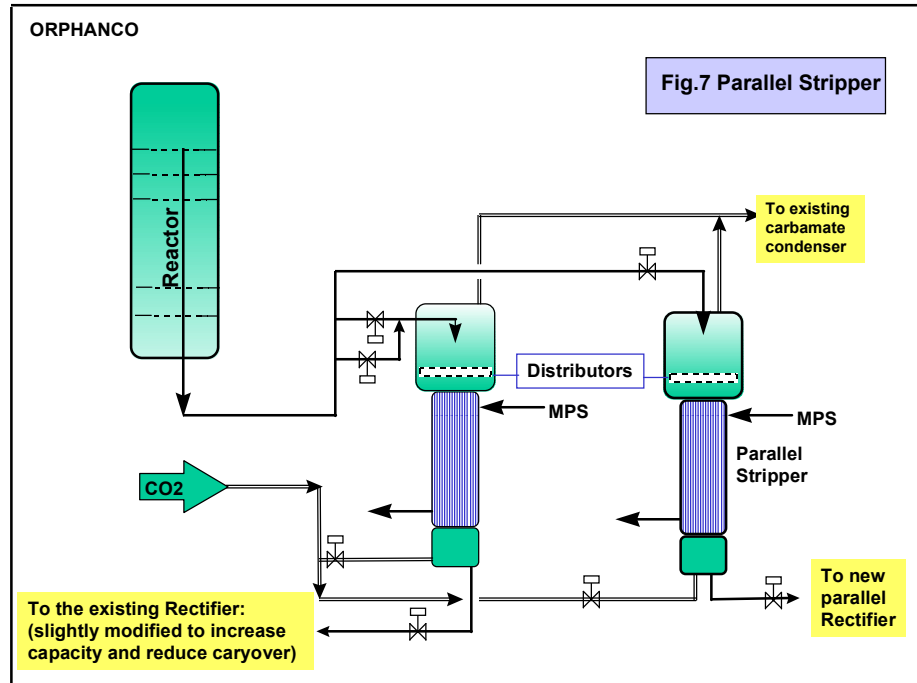 ORPHANCO
Fig.7 Parallel Stripper
Reactor
To existing
carbamate
condenser
Distributors
MPS
MPS
Parallel
Stripper
CO2
To the existing Rectifier:
(slightly modified to increase
capacity and reduce caryover)
To new
parallel
Rectifier